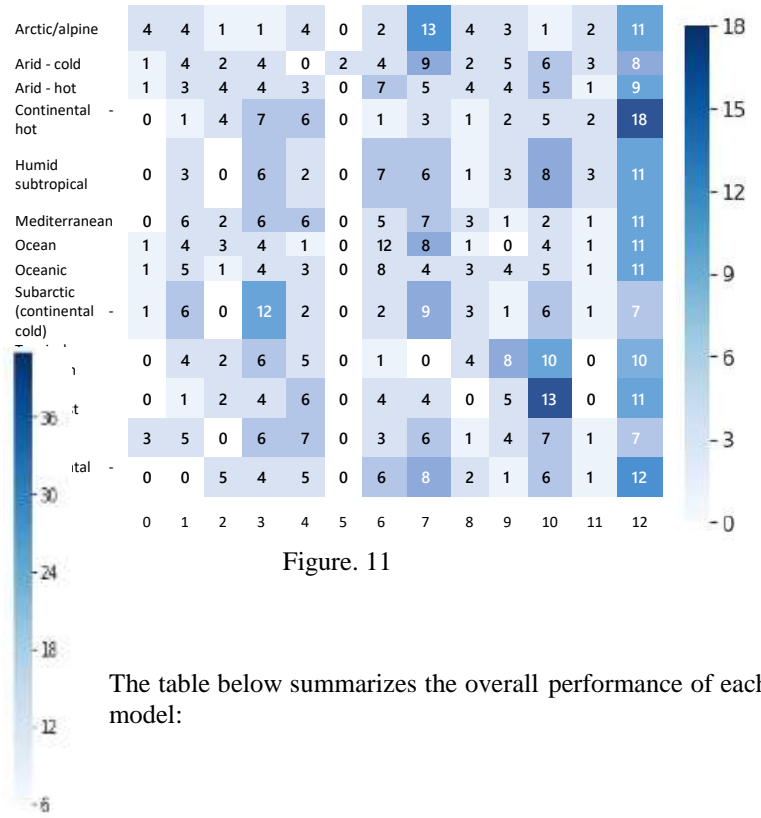 Arctic/alpine 4 4 1 1 4 0 2 13 4 3 1 2 11
Arid - cold 1 4 2 4 0 2 4 9 2 5 6 3 8
Arid - hot 1 3 4 4 3 0 7 5 4 4 5 1 9
Continental -
hot 0 1 4 7 6 0 1 3 1 2 5 2 18
Humid
subtropical 0 3 0 6 2 0 7 6 1 3 8 3 11
Mediterranean 0 6 2 6 6 0 5 7 3 1 2 1 11
Ocean 1 4 3 4 1 0 12 8 1 0 4 1 11
Oceanic 1 5 1 4 3 0 8 4 3 4 5 1 11
Subarctic
(continental - 1 6 0 12 2 0 2 9 3 1 6 1 7
cold)
0 4 2 6 5 0 1 0 4 8 10 0 10
0 1 2 4 6 0 4 4 0 5 13 0 11
3 5 0 6 7 0 3 6 1 4 7 1 7
0 0 5 4 5 0 6 8 2 1 6 1 12
0 1 2 3 4 5 6 7 8 9 10 11 12
18
15
12
9
6
3
0
Figure. 11
36
30
24
18
12
6
The table below summarizes the overall performance of each
model: